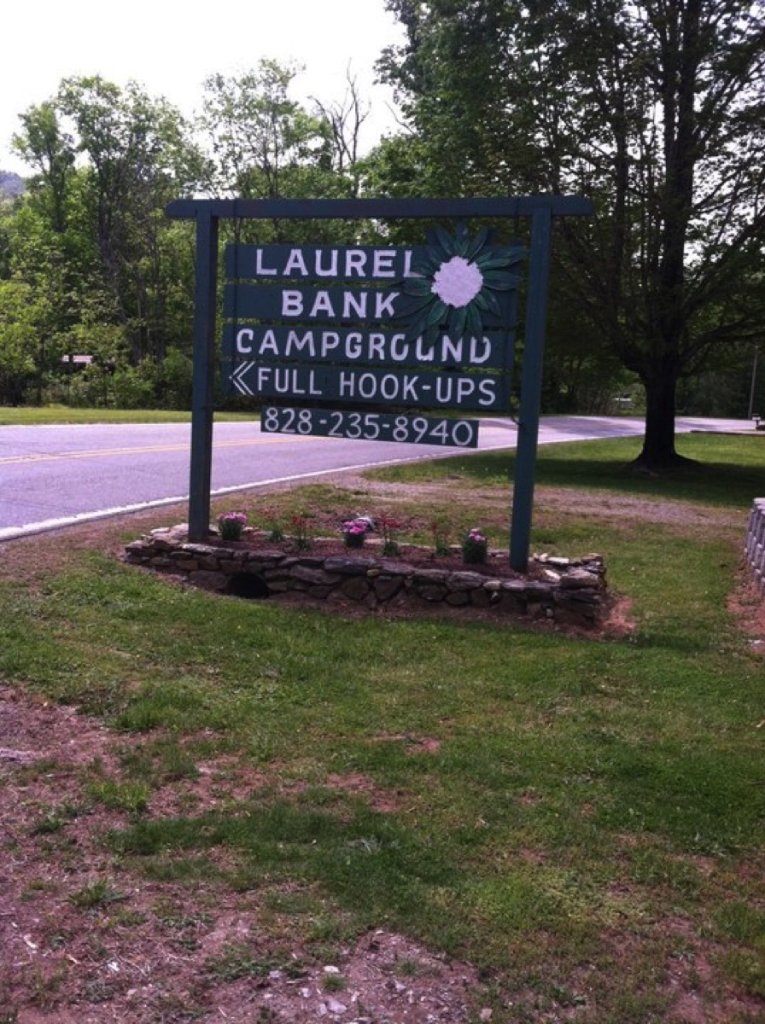 LAUREL
BANK
CAMPGROUND
FULL HOOK-UPS
828-235-8940